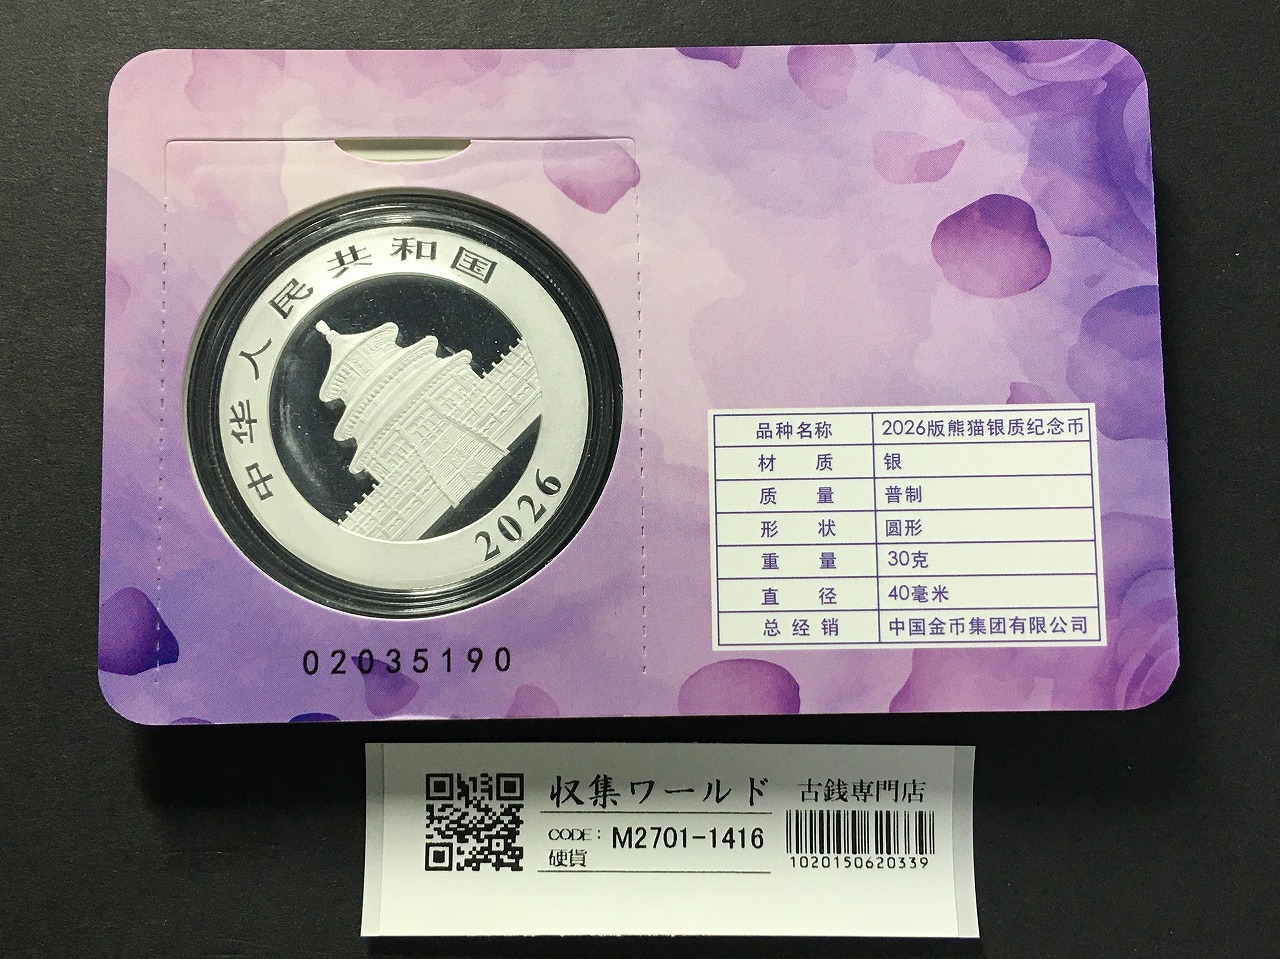 中华人民共和国
2026
02035190
品种名称 2026版熊猫银质纪念币
材 质 银
质 量 普制
形 状 圆形
重 量 30克
直 径 40毫米
总经销 中国金币集团有限公司
収集ワールド 古銭専門店
CODE: M2701-1416
硬貨
1020150620339